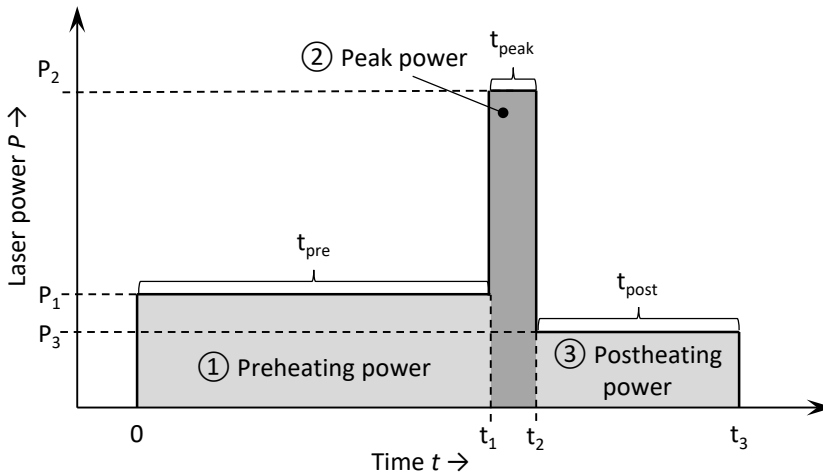 t_peak
② Peak power
P_2
Laser power P →
t_pre
P_1
t_post
P_3
① Preheating power
③ Postheating
power
0
t_1
t_2
t_3
Time t →